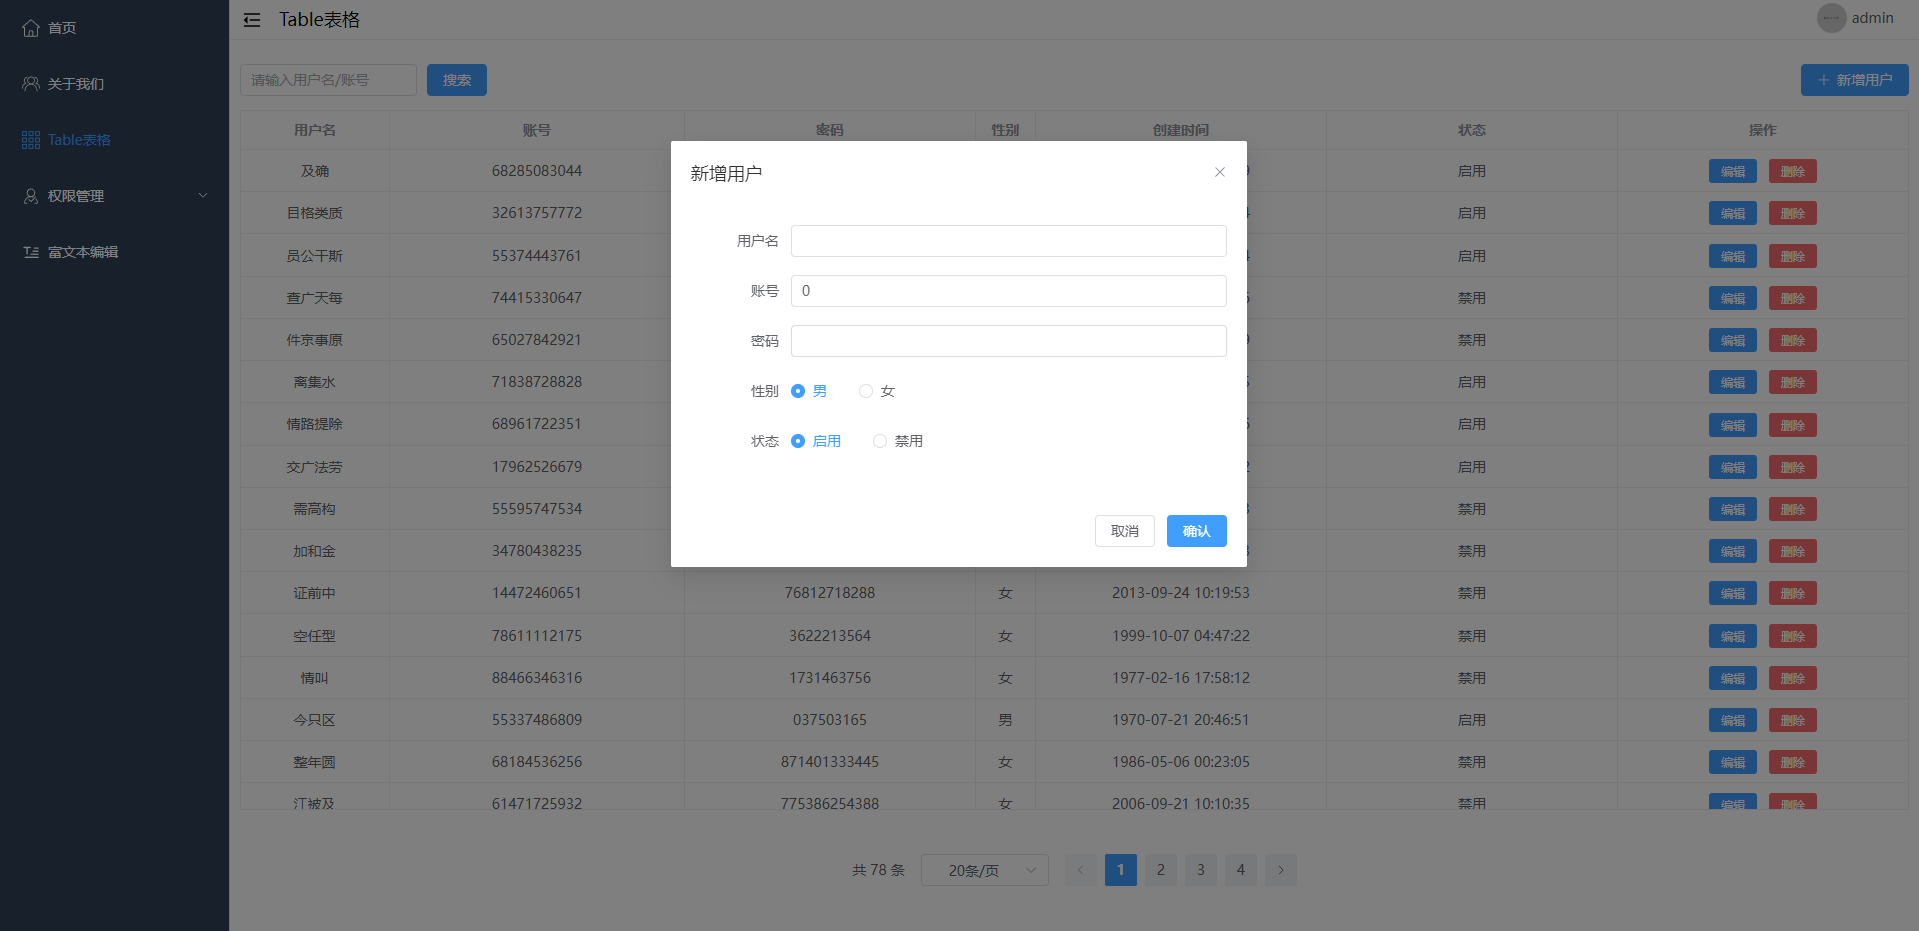 首页
关于我们
Table表格
权限管理
富文本编辑
Table表格
admin
请输入用户名/账号 搜索 新增用户
用户名 账号 密码 性别 创建时间 状态 操作
及确 68285083044 启用 编辑 删除
目格类质 32613757772 启用 编辑 删除
员公干斯 55374443761 启用 编辑 删除
查广天每 74415330647 禁用 编辑 删除
件京事原 65027842921 禁用 编辑 删除
离集水 71838728828 启用 编辑 删除
情路提除 68961722351 启用 编辑 删除
交广法劳 17962526679 启用 编辑 删除
需高构 55595747534 禁用 编辑 删除
加和金 34780438235 禁用 编辑 删除
证前中 14472460651 76812718288 女 2013-09-24 10:19:53 禁用 编辑 删除
空任型 78611112175 3622213564 女 1999-10-07 04:47:22 禁用 编辑 删除
情叫 88466346316 1731463756 女 1977-02-16 17:58:12 禁用 编辑 删除
今只区 55337486809 037503165 男 1970-07-21 20:46:51 启用 编辑 删除
整年圆 68184536256 871401333445 女 1986-05-06 00:23:05 禁用 编辑 删除
江被及 61471725932 775386254388 女 2006-09-21 10:10:35 禁用 编辑 删除
共 78 条 20条/页 1 2 3 4
新增用户
用户名
账号 0
密码
性别 男 女
状态 启用 禁用
取消 确认